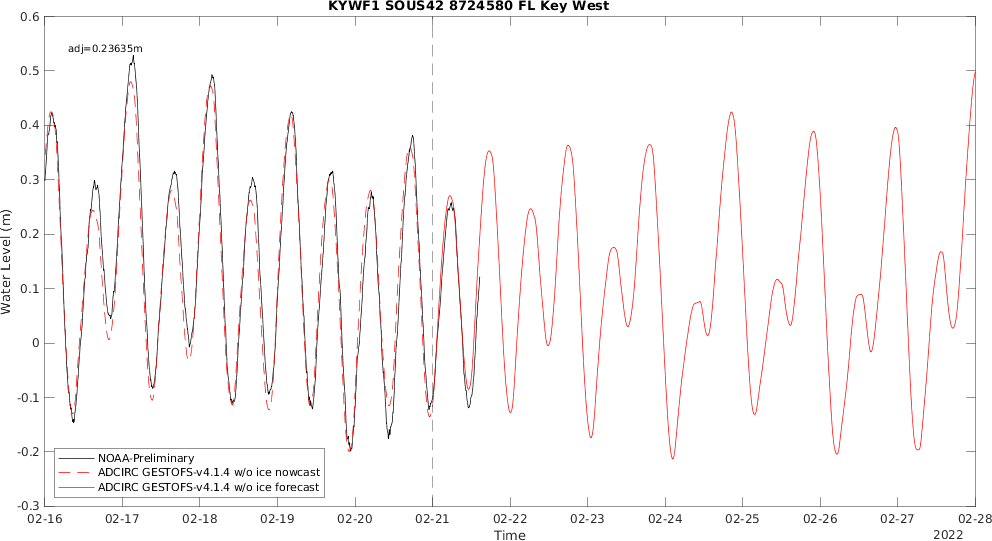 KYWF1 SOUS42 8724580 FL Key West
0.6
adj=0.23635m
0.5
0.4
0.3
0.2
0.1
0
-0.1
-0.2
-0.3
Water Level (m)
NOAA-Preliminary
ADCIRC GESTOFS-v4.1.4 w/o ice nowcast
ADCIRC GESTOFS-v4.1.4 w/o ice forecast
02-16 02-17 02-18 02-19 02-20 02-21 02-22 02-23 02-24 02-25 02-26 02-27 02-28
Time
2022